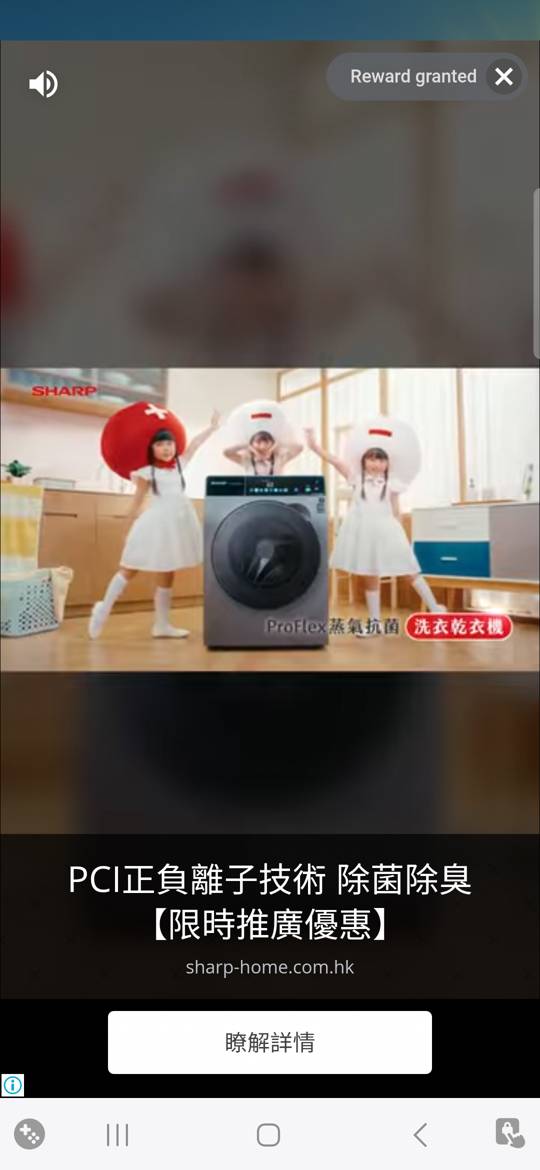 Reward granted
SHARP
ProFlex蒸氣抗菌 洗衣乾衣機
PCI正負離子技術 除菌除臭
【限時推廣優惠】
sharp-home.com.hk
瞭解詳情